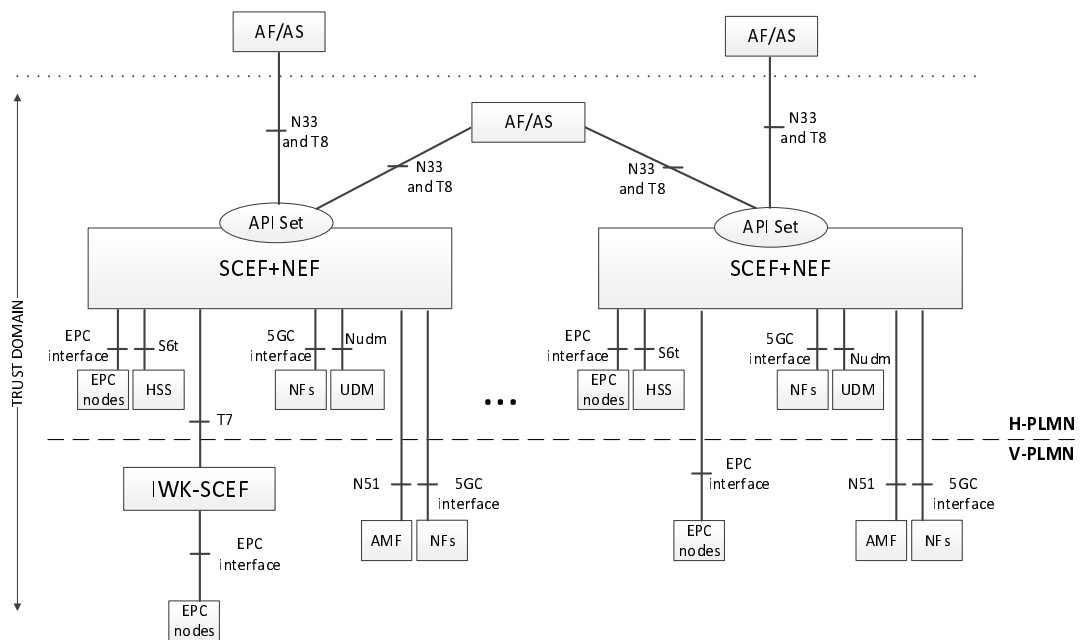 AF/AS
AF/AS
AF/AS
N33
and T8
N33
and T8
N33
and T8
N33
and T8
API Set
API Set
SCEF+NEF
SCEF+NEF
TRUST DOMAIN
EPC
interface
S6t
5GC
interface
Nudm
EPC
interface
S6t
5GC
interface
Nudm
EPC
nodes
HSS
NFs
UDM
...
EPC
nodes
HSS
NFs
UDM
T7
H-PLMN
V-PLMN
IWK-SCEF
N51
5GC
interface
EPC
interface
N51
5GC
interface
AMF
NFs
EPC
nodes
AMF
NFs
EPC
interface
EPC
nodes